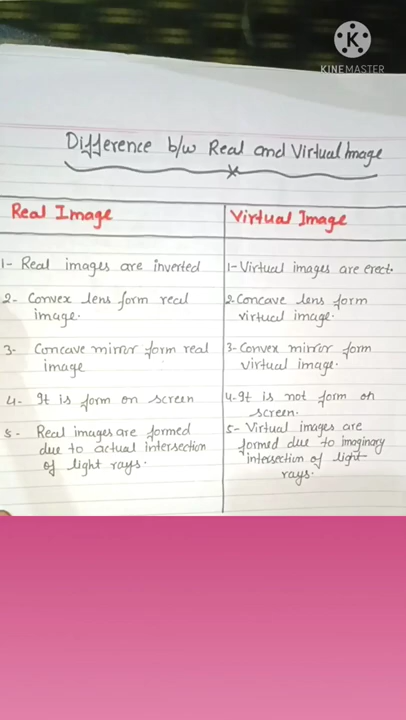 K
KINEMASTER
Difference b/w Real and Virtual Image
Real Image
Virtual Image
1- Real images are inverted
1- Virtual images are erect.
2- Convex lens form real
image.
2- Concave lens form
virtual image.
3- Concave mirror form real
image
3- Convex mirror form
virtual image.
4- It is form on screen
4- It is not form on
screen.
5- Real images are formed
due to actual intersection
of light rays.
5- Virtual images are
formed due to imaginary
intersection of light
rays.